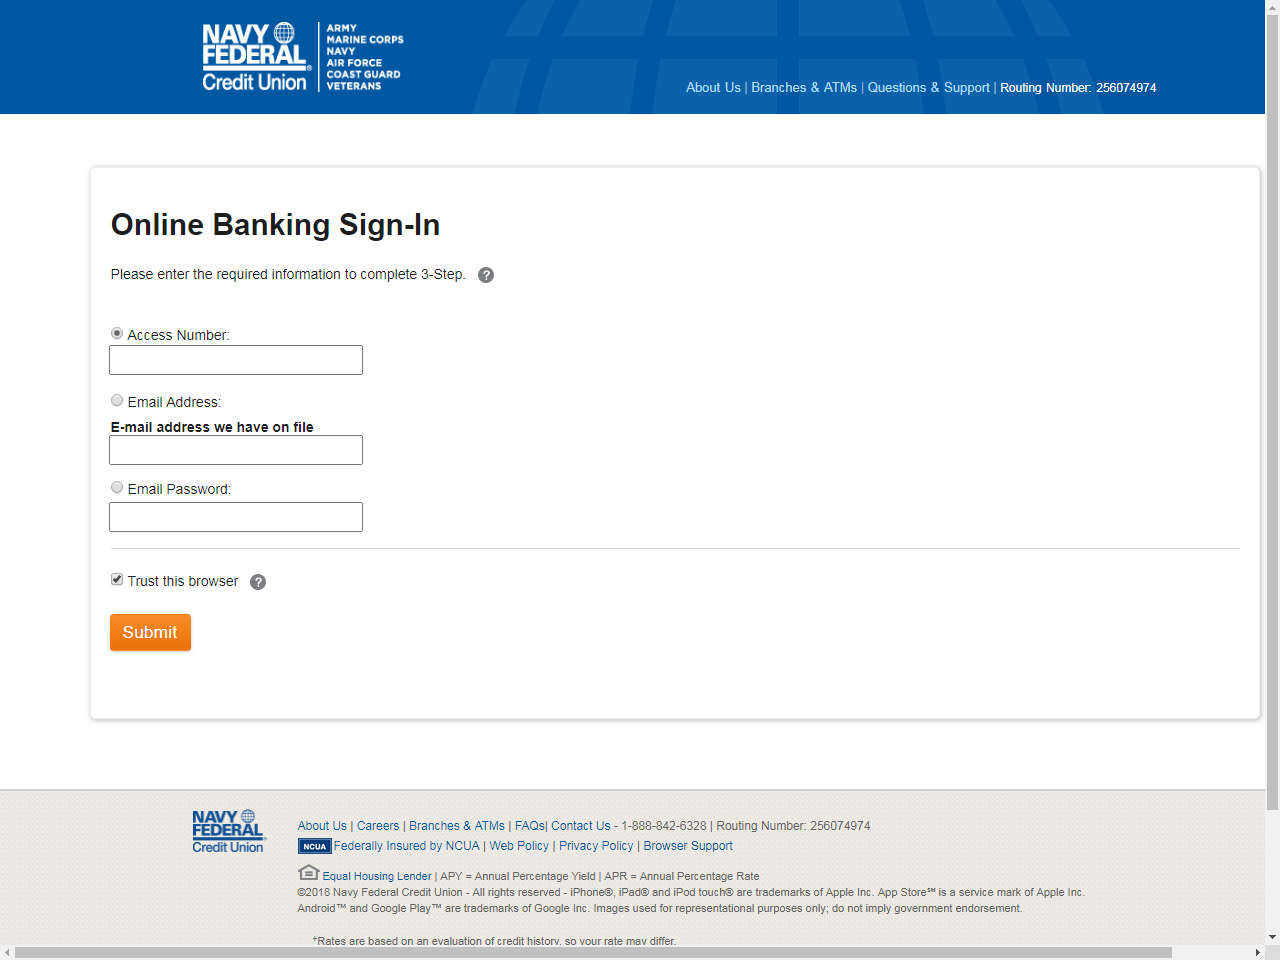 NAVY
FEDERAL
Credit Union
ARMY
MARINE CORPS
NAVY
AIR FORCE
COAST GUARD
VETERANS
About Us | Branches & ATMs | Questions & Support | Routing Number: 256074974
Online Banking Sign-In
Please enter the required information to complete 3-Step. ?
Access Number:
Email Address:
E-mail address we have on file
Email Password:
Trust this browser ?
Submit
NAVY
FEDERAL
Credit Union
About Us | Careers | Branches & ATMs | FAQs| Contact Us - 1-888-842-6328 | Routing Number: 256074974
NCUA Federally Insured by NCUA | Web Policy | Privacy Policy | Browser Support
Equal Housing Lender | APY = Annual Percentage Yield | APR = Annual Percentage Rate
©2018 Navy Federal Credit Union - All rights reserved - iPhone®, iPad® and iPod touch® are trademarks of Apple Inc. App Store℠ is a service mark of Apple Inc.
Android™ and Google Play™ are trademarks of Google Inc. Images used for representational purposes only; do not imply government endorsement.
*Rates are based on an evaluation of credit history, so your rate may differ.